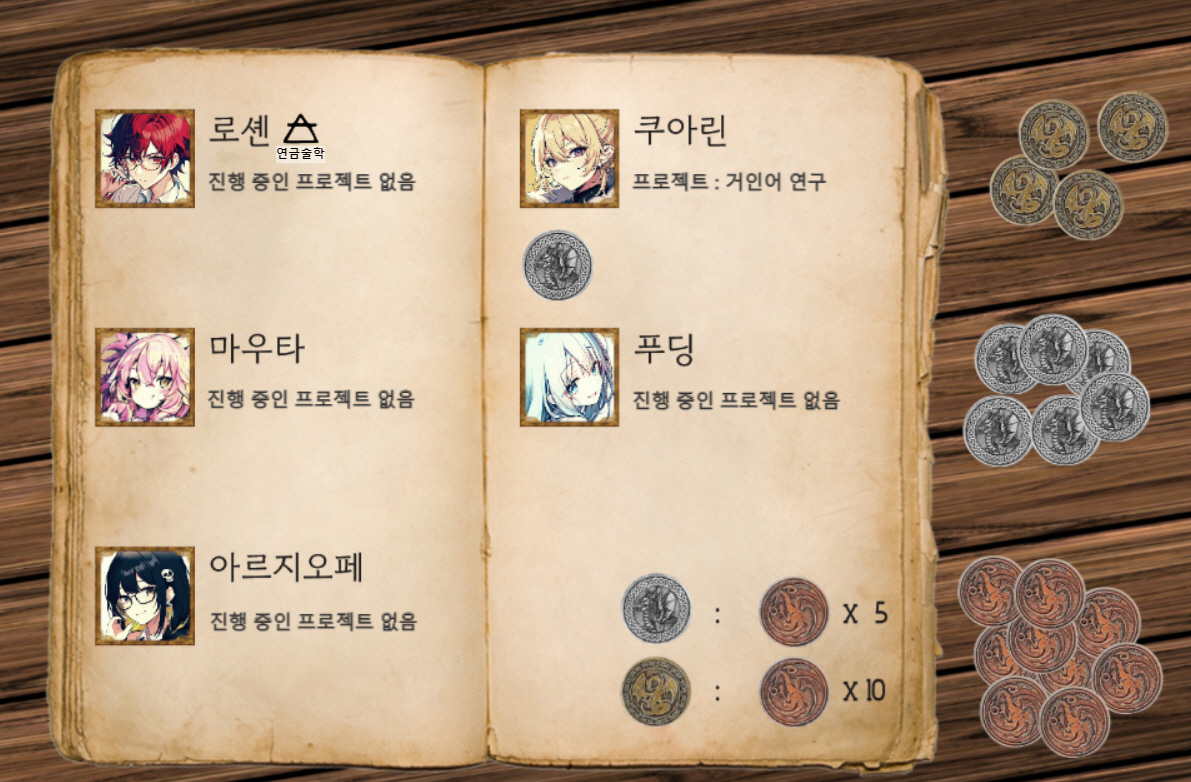 로셴
연금술학
진행 중인 프로젝트 없음
마우타
진행 중인 프로젝트 없음
아르지오페
진행 중인 프로젝트 없음
쿠아린
프로젝트 : 거인어 연구
푸딩
진행 중인 프로젝트 없음
: X 5
: X 10